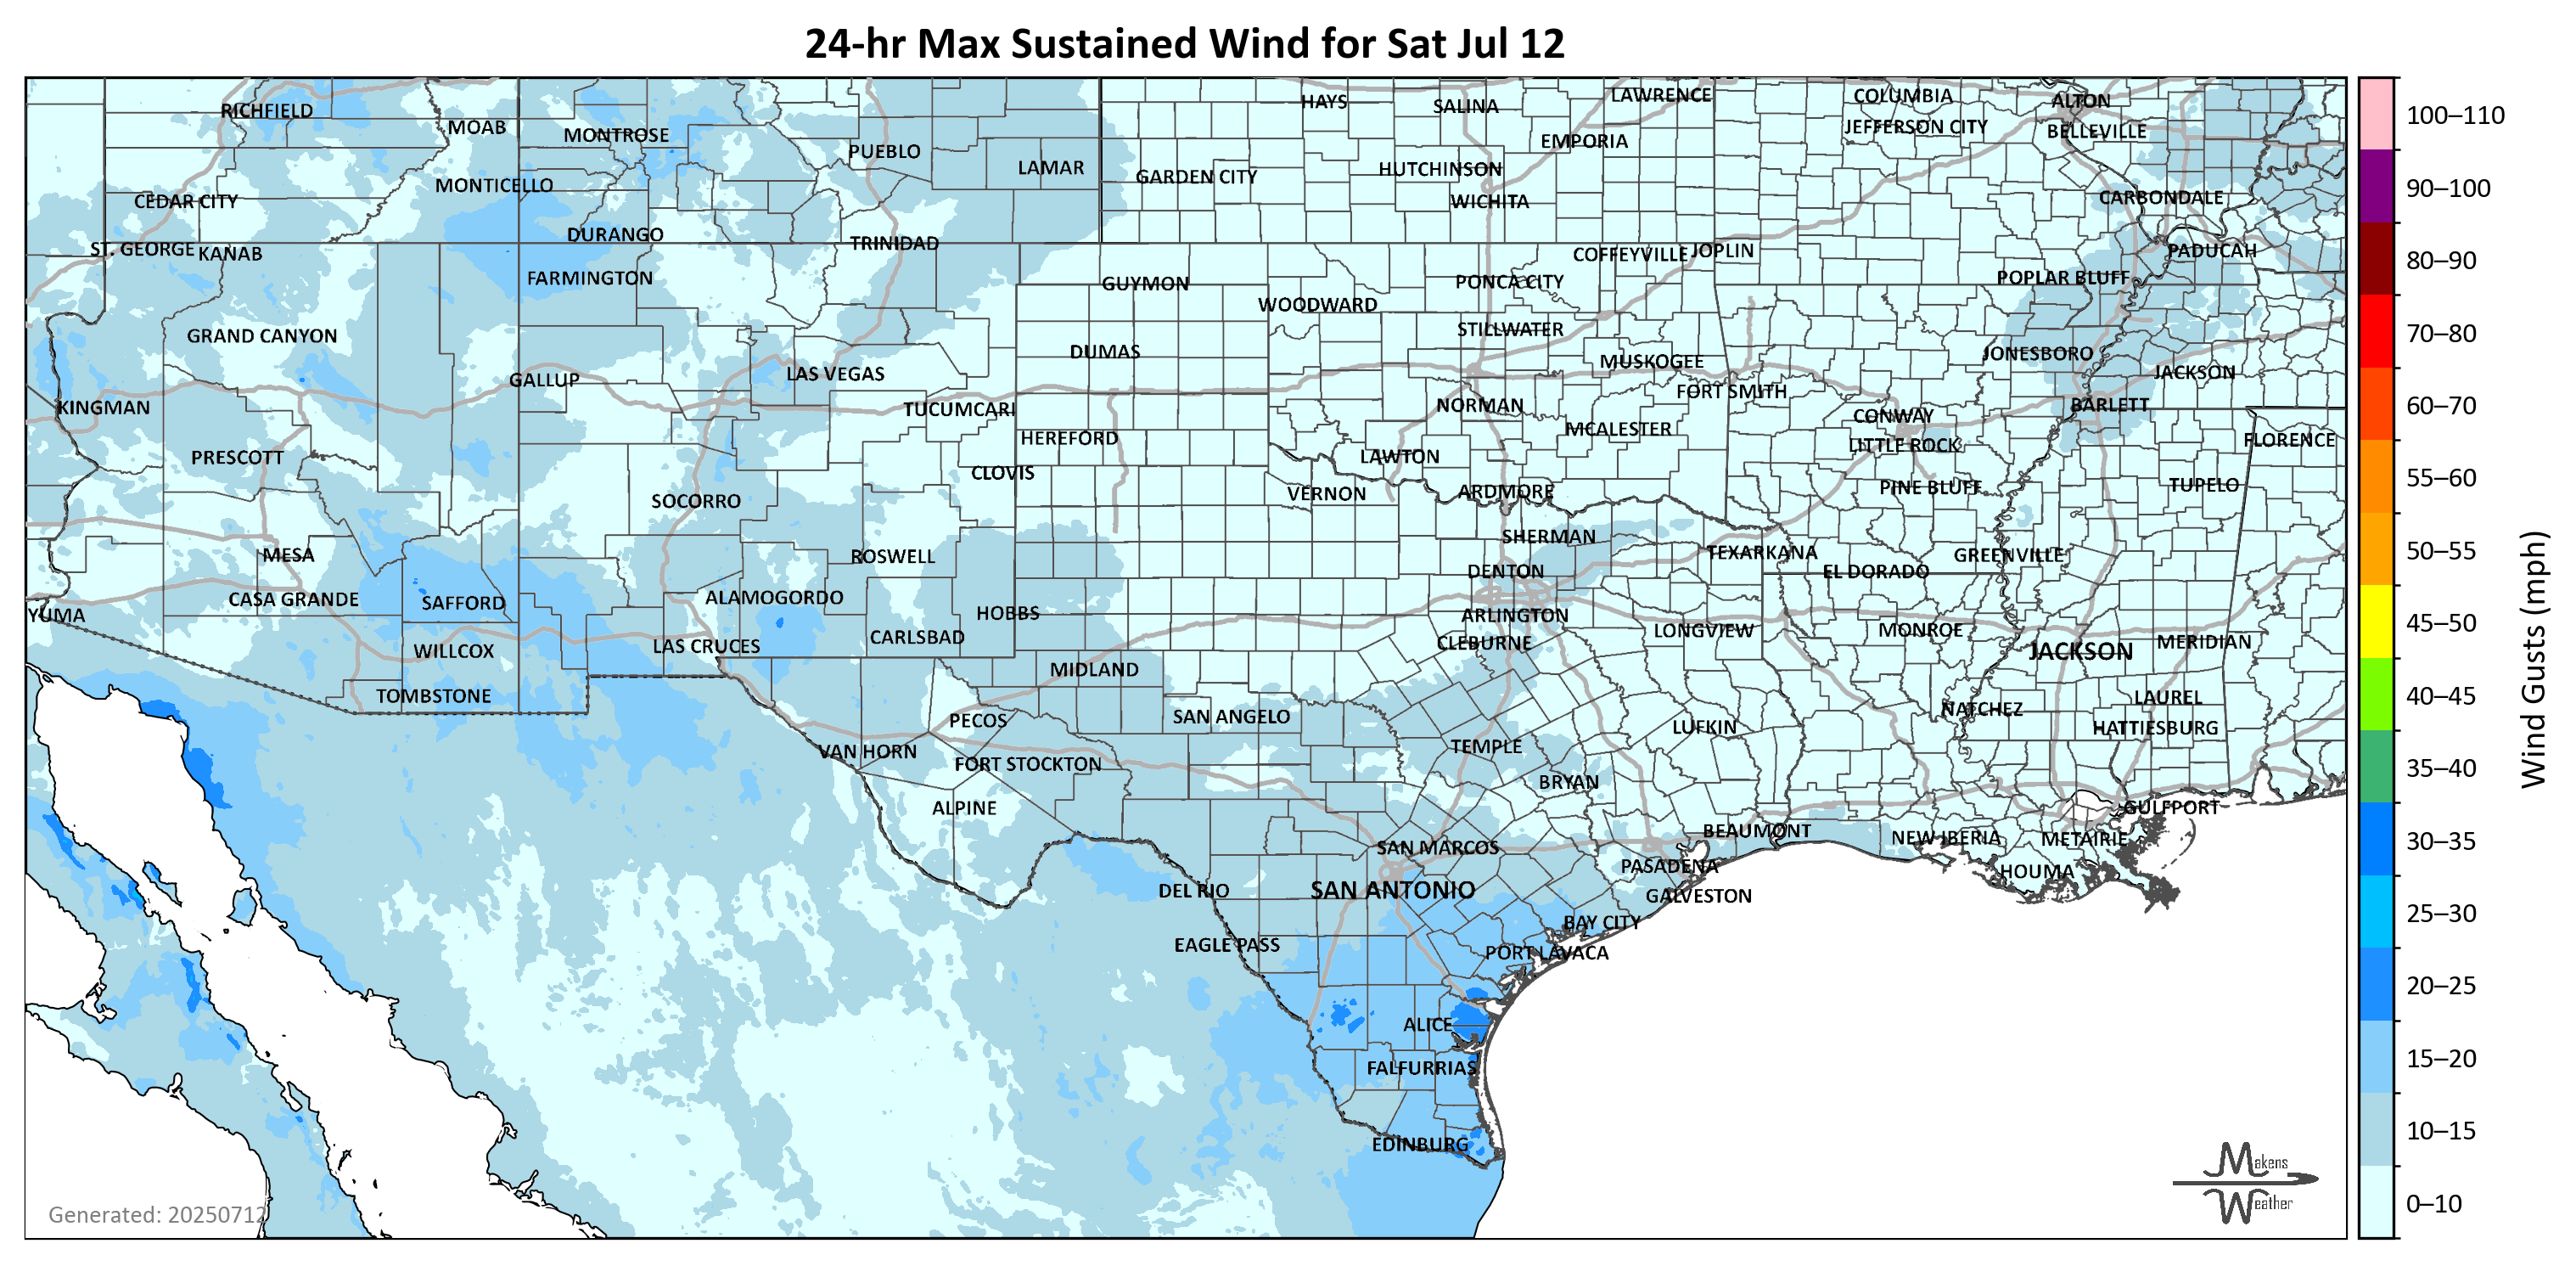 24-hr Max Sustained Wind for Sat Jul 12
RICHFIELD
MOAB
MONTROSE
PUEBLO
LAMAR
HAYS
SALINA
LAWRENCE
COLUMBIA
ALTON
JEFFERSON CITY
BELLEVILLE
EMPORIA
GARDEN CITY
HUTCHINSON
WICHITA
MONTICELLO
CEDAR CITY
CARBONDALE
DURANGO
TRINIDAD
ST. GEORGE
KANAB
FARMINGTON
GUYMON
WOODWARD
PONCA CITY
COFFEYVILLE
JOPLIN
PADUCAH
POPLAR BLUFF
GRAND CANYON
STILLWATER
DUMAS
MUSKOGEE
JONESBORO
GALLUP
LAS VEGAS
FORT SMITH
JACKSON
KINGMAN
TUCUMCARI
NORMAN
CONWAY
BARLETT
HEREFORD
MCALESTER
LITTLE ROCK
FLORENCE
PRESCOTT
CLOVIS
LAWTON
SOCORRO
VERNON
ARDMORE
PINE BLUFF
TUPELO
SHERMAN
MESA
ROSWELL
TEXARKANA
GREENVILLE
DENTON
EL DORADO
CASA GRANDE
SAFFORD
ALAMOGORDO
HOBBS
ARLINGTON
YUMA
WILLCOX
LAS CRUCES
CARLSBAD
CLEBURNE
LONGVIEW
MONROE
JACKSON
MERIDIAN
MIDLAND
TOMBSTONE
PECOS
SAN ANGELO
NATCHEZ
LAUREL
HATTIESBURG
VAN HORN
FORT STOCKTON
TEMPLE
LUFKIN
BRYAN
ALPINE
GULFPORT
BEAUMONT
NEW IBERIA
METAIRIE
SAN MARCOS
PASADENA
HOUMA
DEL RIO
SAN ANTONIO
GALVESTON
BAY CITY
EAGLE PASS
PORT LAVACA
ALICE
FALFURRIAS
EDINBURG
Generated: 20250712
Makens
Weather
100–110
90–100
80–90
70–80
60–70
55–60
50–55
45–50
40–45
35–40
30–35
25–30
20–25
15–20
10–15
0–10
Wind Gusts (mph)